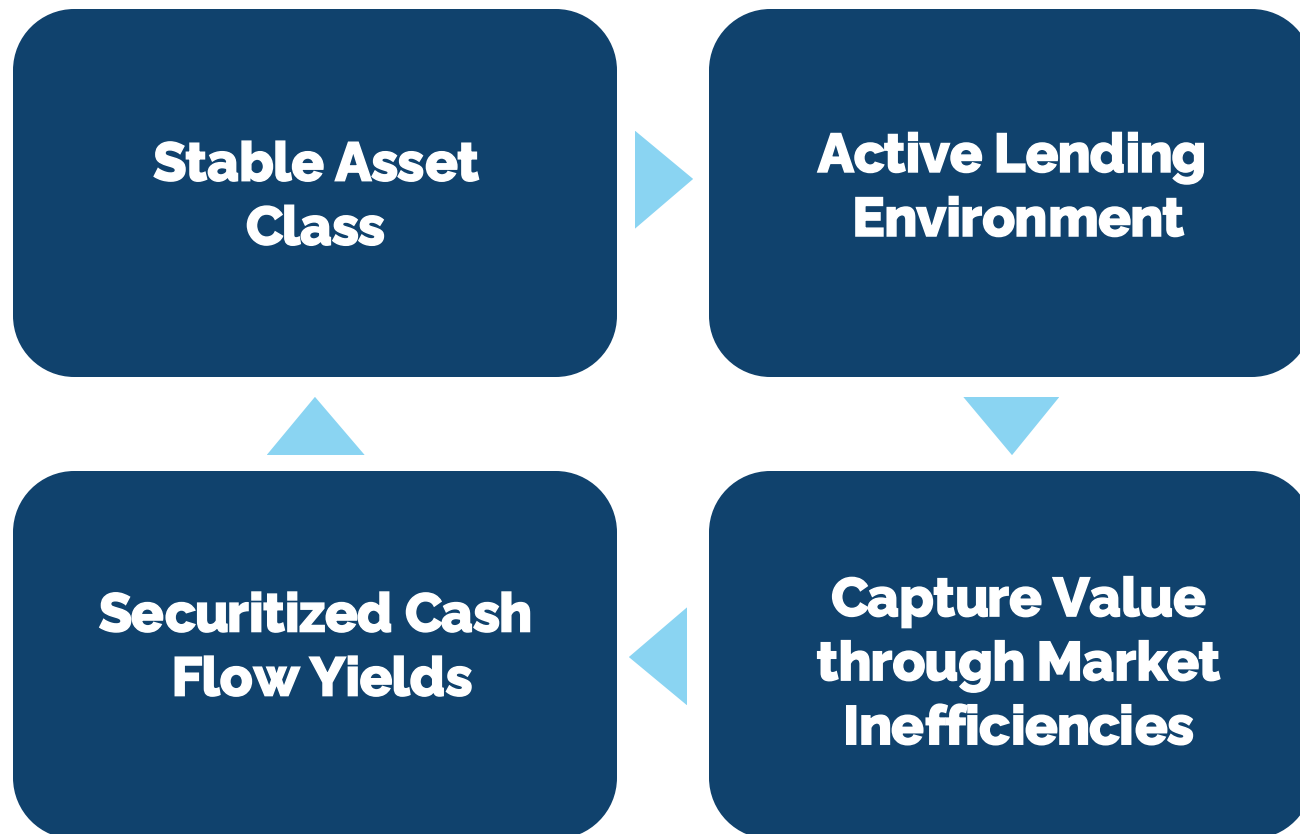 Stable Asset
Class
Active Lending
Environment
Securitized Cash
Flow Yields
Capture Value
through Market
Inefficiencies